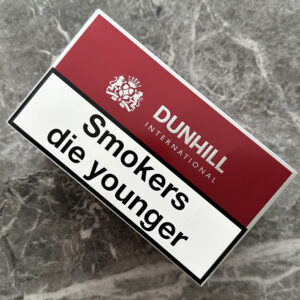 DUNHILL
INTERNATIONAL
Smokers
die younger